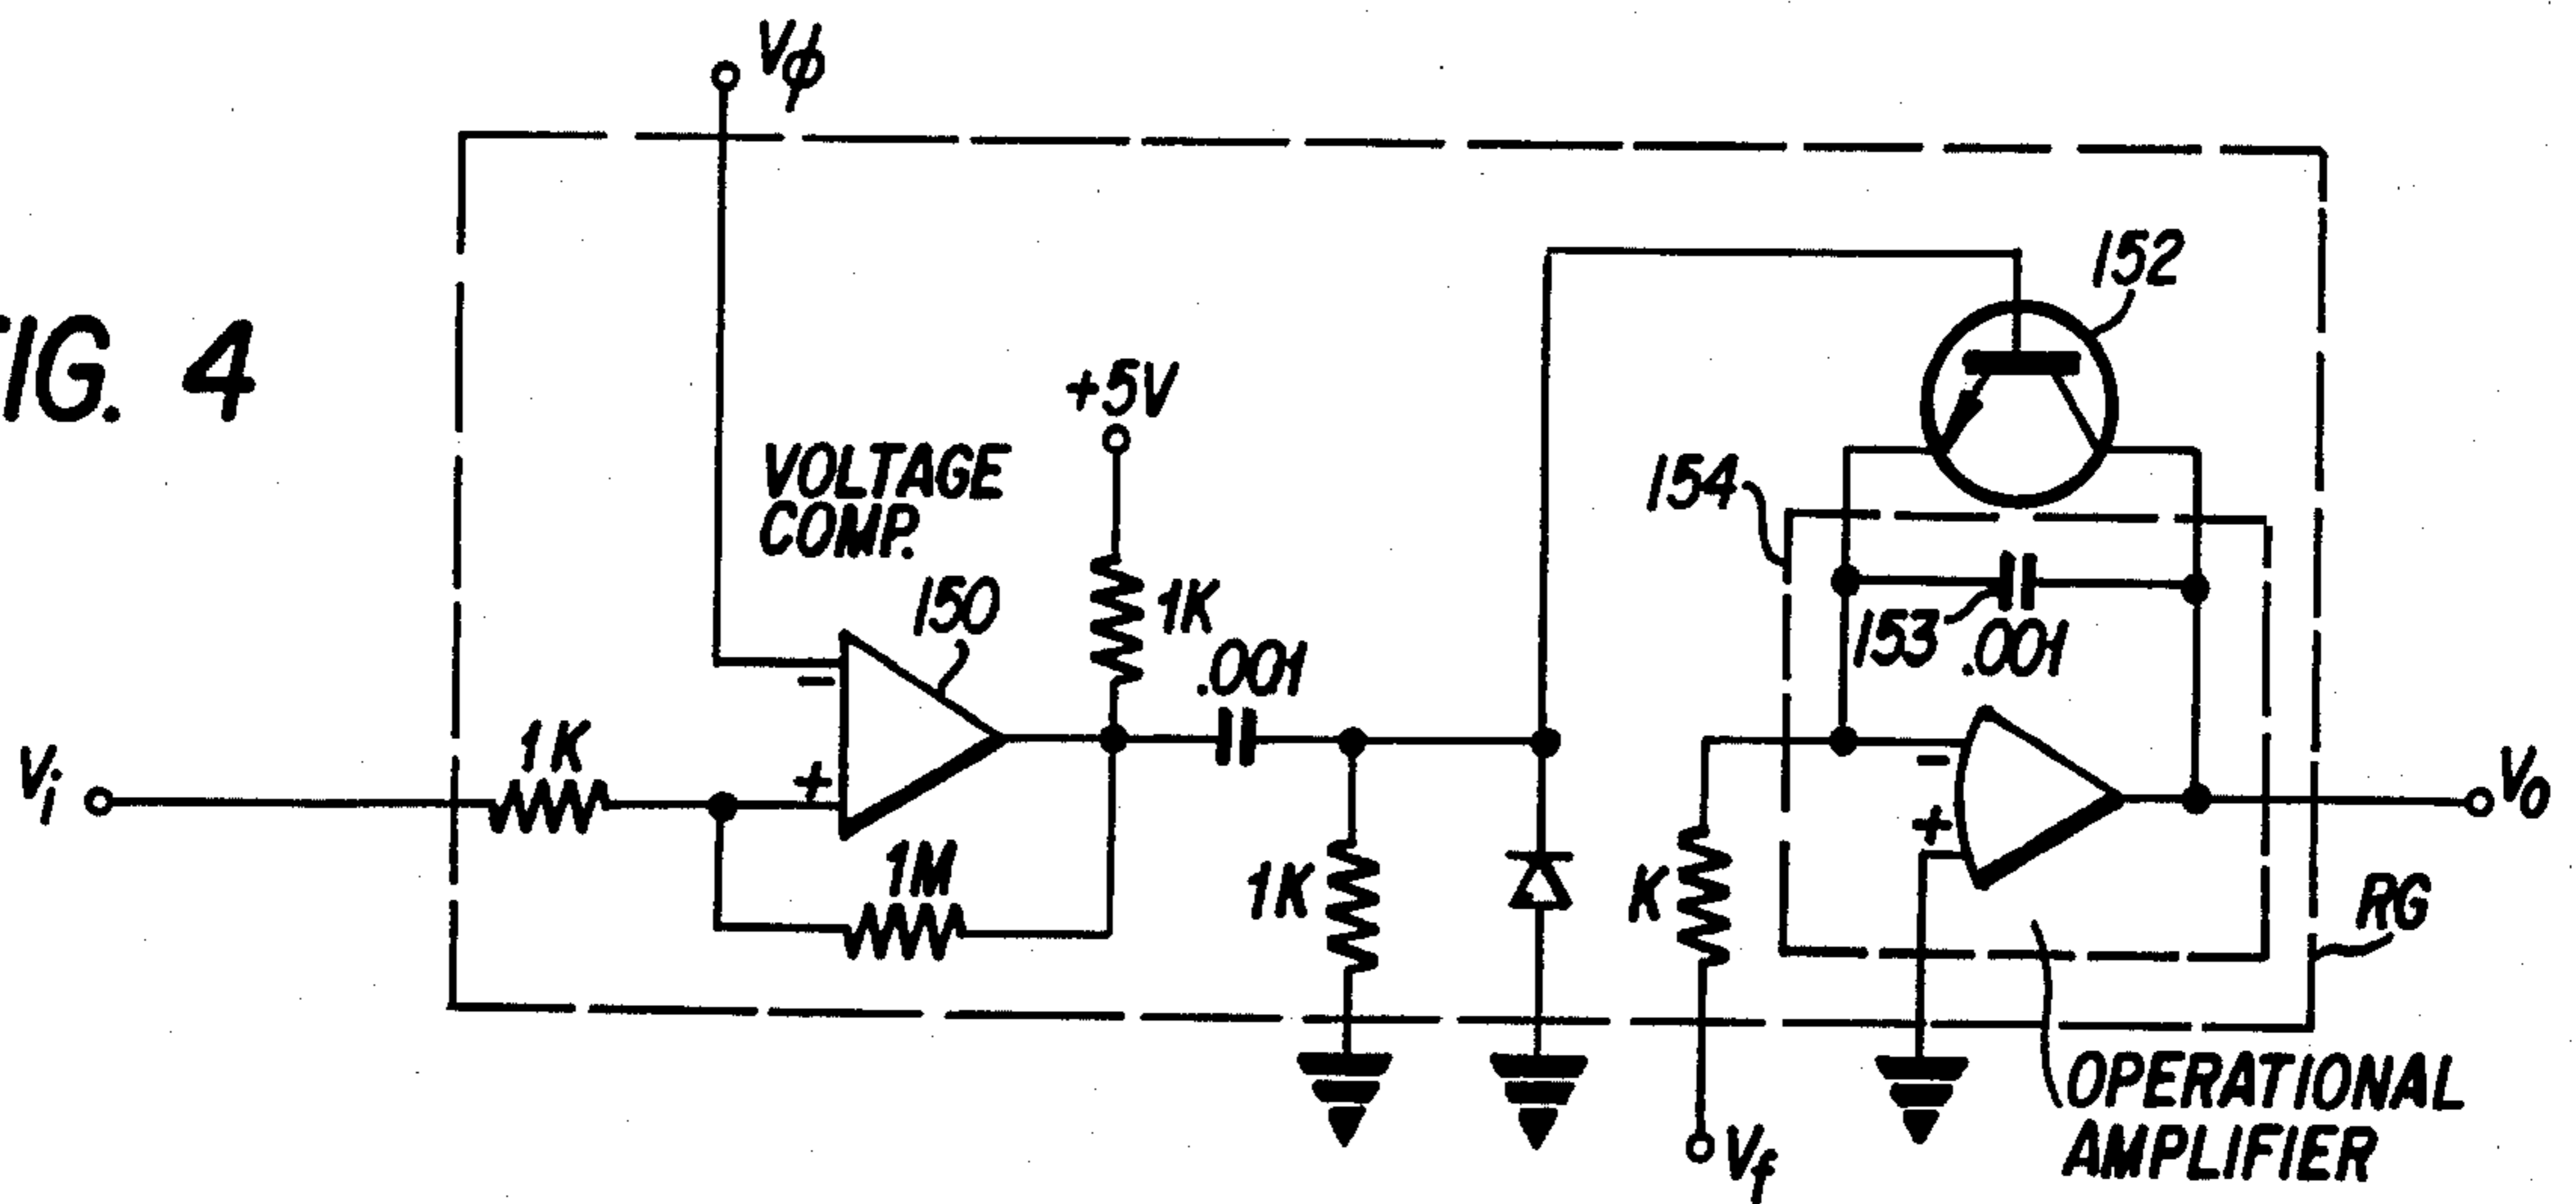 Vϕ
FIG. 4
152
+5V
VOLTAGE
COMP.
154
150
1K
.001
153 .001
1K
Vi
-
+
1M
1K
K
-
+
Vo
RG
OPERATIONAL
AMPLIFIER
Vf